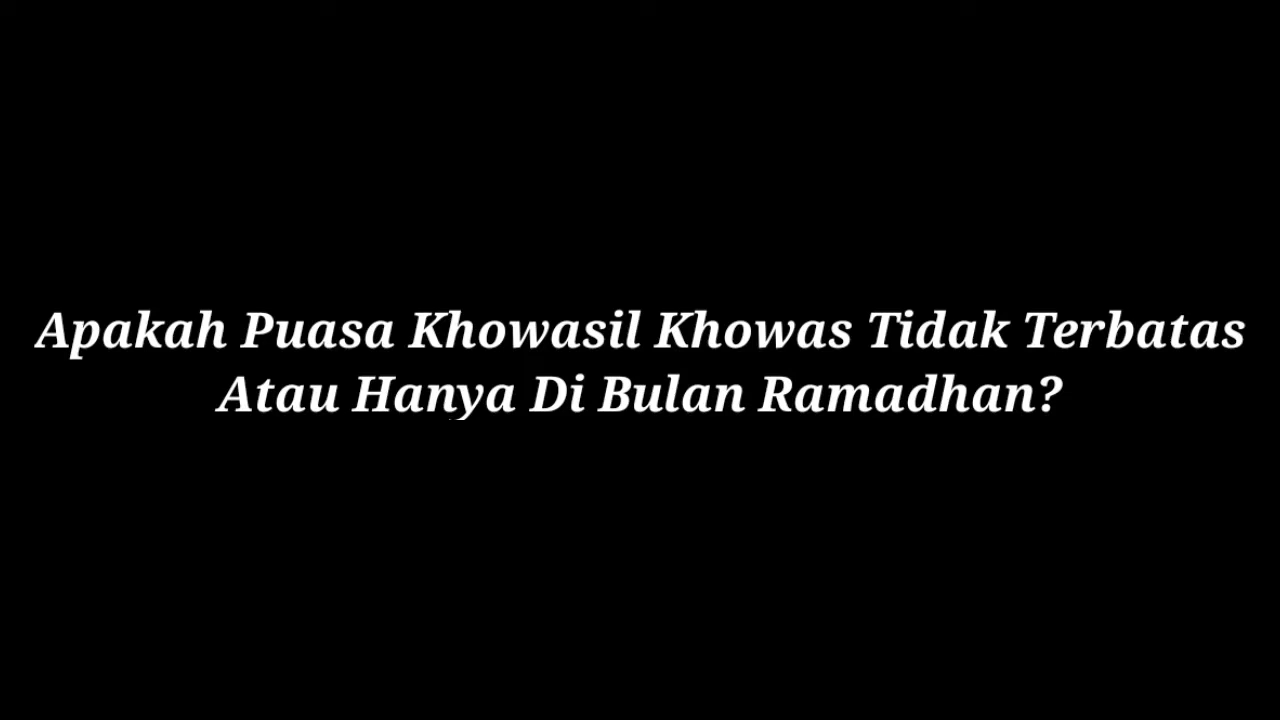 Apakah Puasa Khowasil Khowas Tidak Terbatas
Atau Hanya Di Bulan Ramadhan?